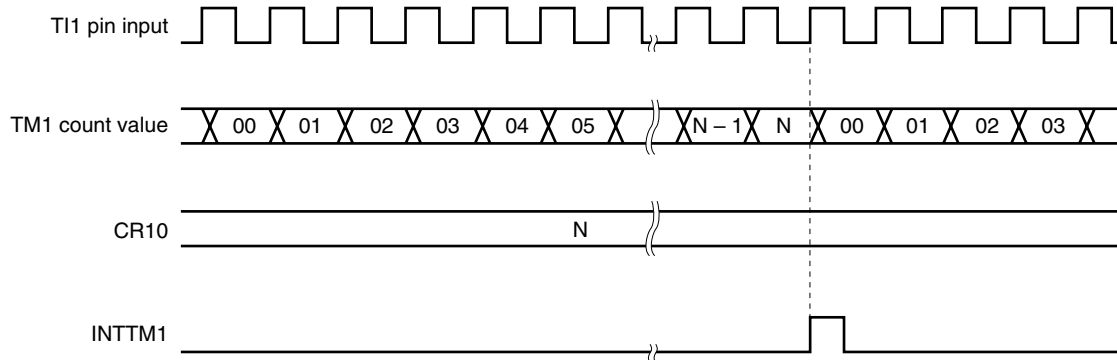 TI1 pin input
TM1 count value 00 01 02 03 04 05 N – 1 N 00 01 02 03
CR10 N
INTTM1